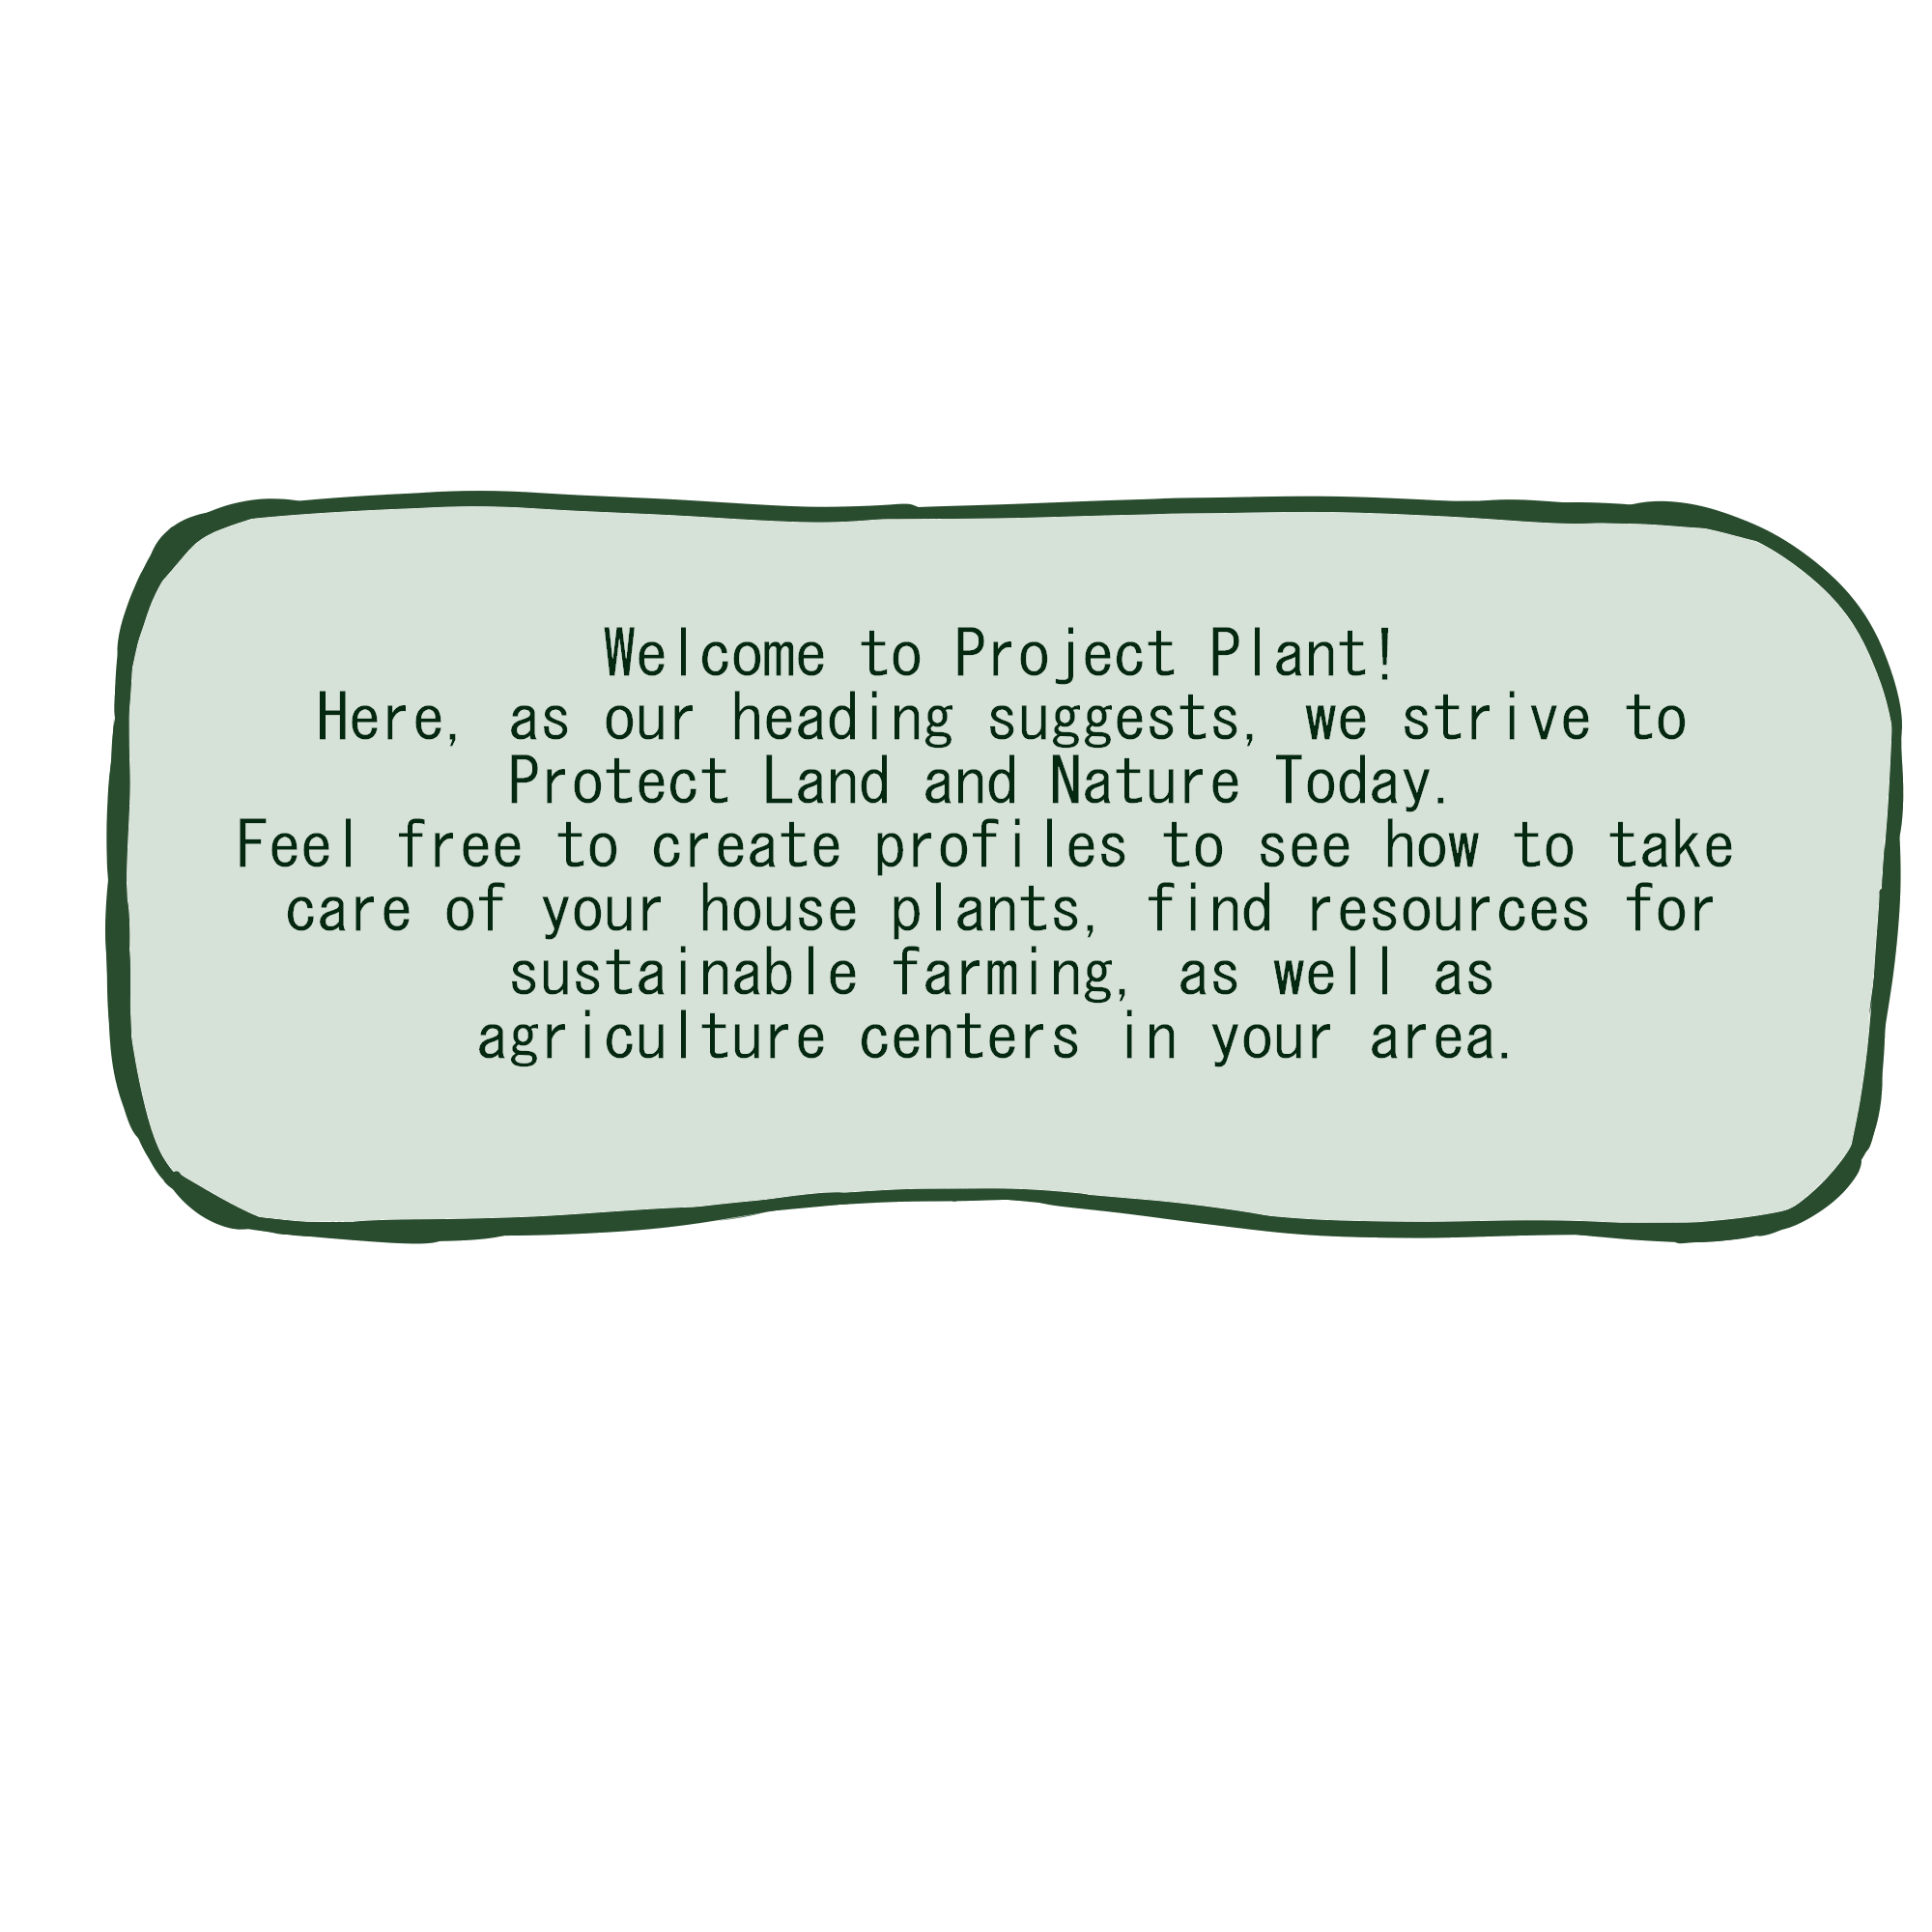 Welcome to Project Plant!
Here, as our heading suggests, we strive to
Protect Land and Nature Today.
Feel free to create profiles to see how to take
care of your house plants, find resources for
sustainable farming, as well as
agriculture centers in your area.